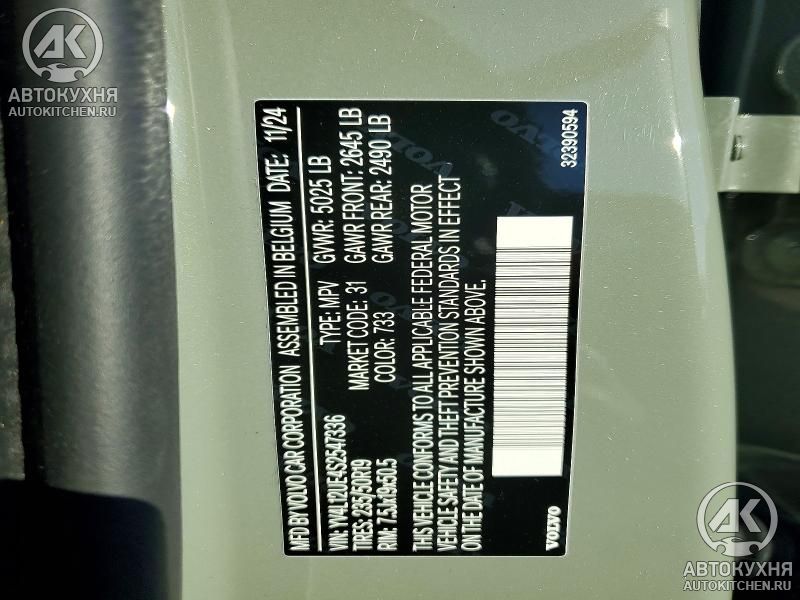 AK
АВТОКУХНЯ
AUTOKITCHEN.RU
MFD BY VOLVO CAR CORPORATION ASSEMBLED IN BELGIUM DATE: 11/24
VIN: YV4L12UE4S2547336 TYPE: MPV GVWR: 5025 LB
TIRES: 235/50R19 MARKET CODE: 31 GAWR FRONT: 2645 LB
RIM: 7.5Jx19x50.5 COLOR: 733 GAWR REAR: 2490 LB
THIS VEHICLE CONFORMS TO ALL APPLICABLE FEDERAL MOTOR
VEHICLE SAFETY AND THEFT PREVENTION STANDARDS IN EFFECT
ON THE DATE OF MANUFACTURE SHOWN ABOVE.
VOLVO 32390594
AK
АВТОКУХНЯ
AUTOKITCHEN.RU